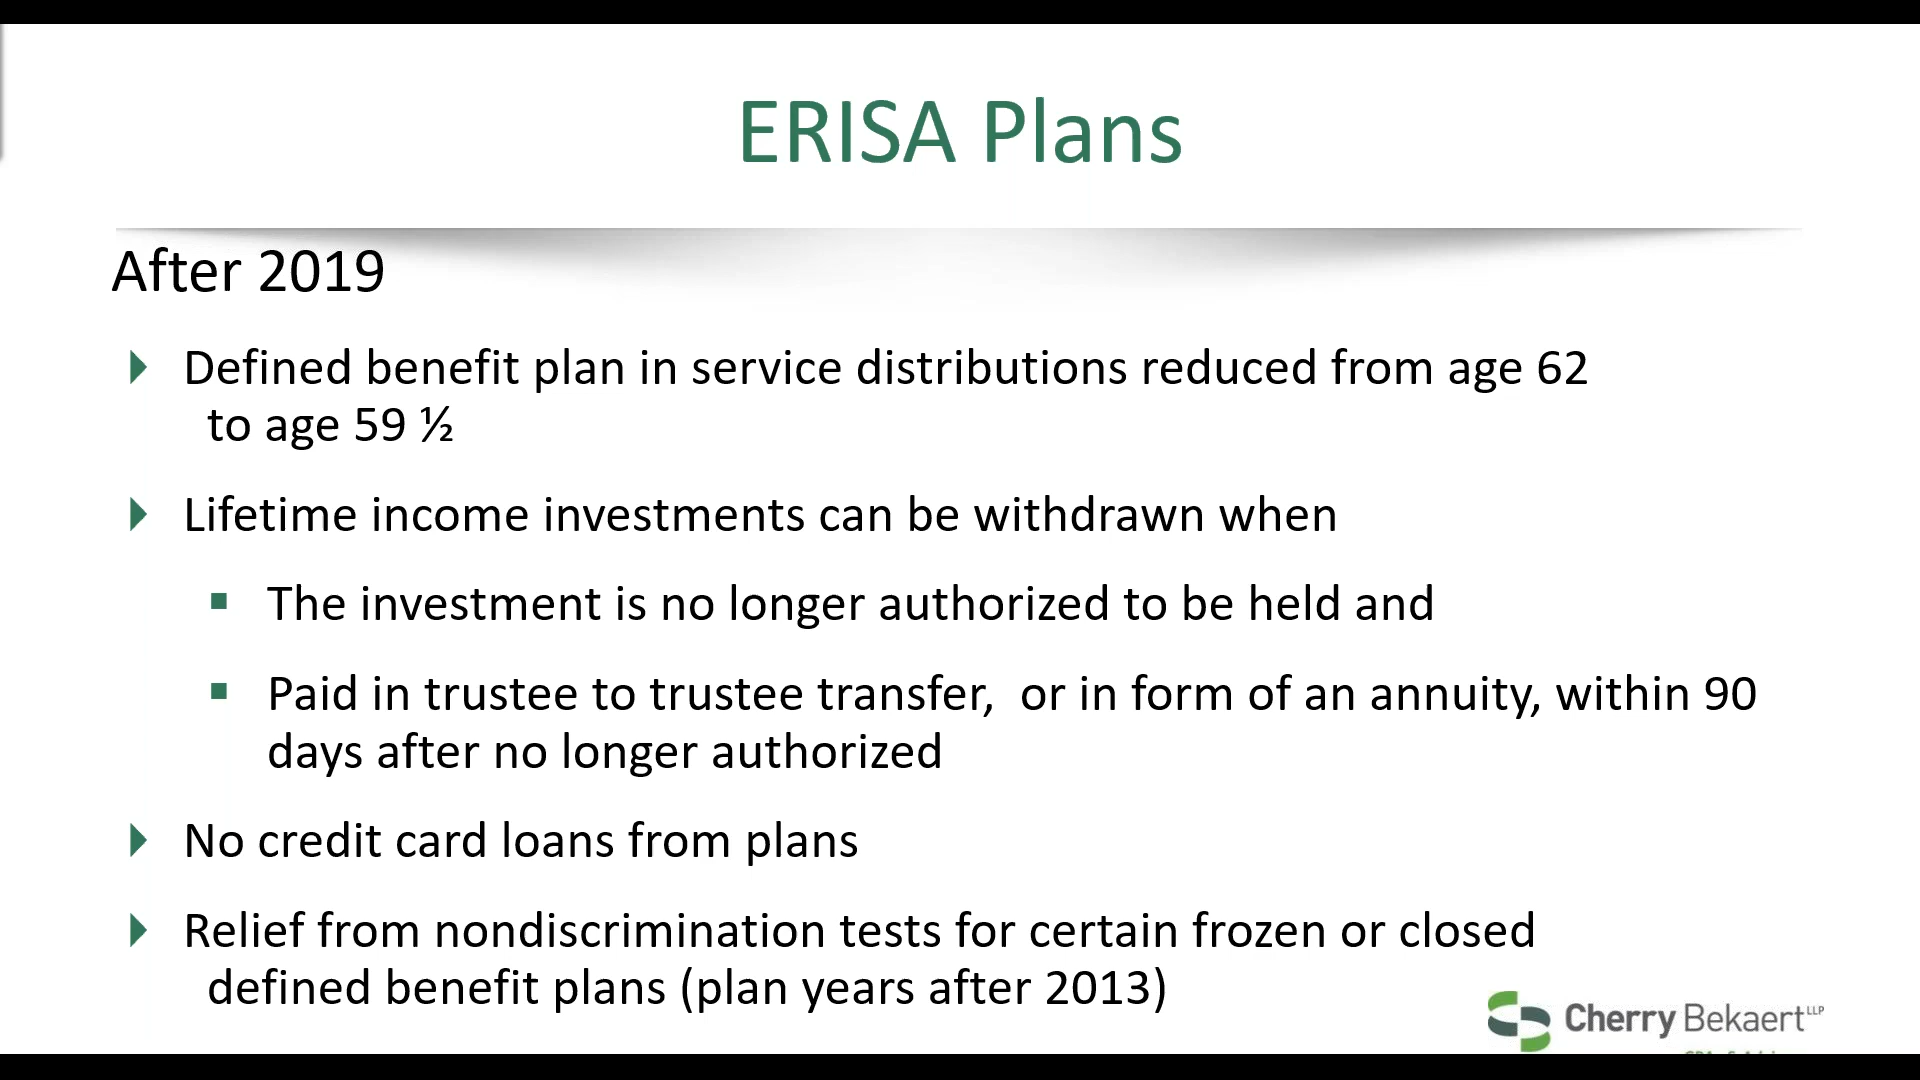 ERISA Plans
After 2019
Defined benefit plan in service distributions reduced from age 62
to age 59 ½
Lifetime income investments can be withdrawn when
The investment is no longer authorized to be held and
Paid in trustee to trustee transfer,  or in form of an annuity, within 90
days after no longer authorized
No credit card loans from plans
Relief from nondiscrimination tests for certain frozen or closed
defined benefit plans (plan years after 2013)
Cherry Bekaert LLP